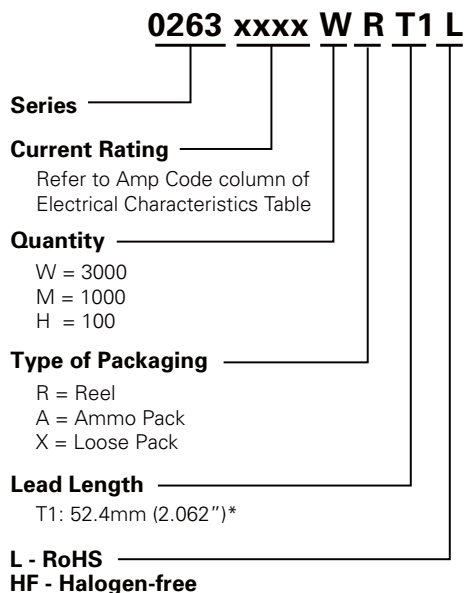 0263 xxxx W R T1 L
Series
Current Rating
Refer to Amp Code column of
Electrical Characteristics Table
Quantity
W = 3000
M = 1000
H = 100
Type of Packaging
R = Reel
A = Ammo Pack
X = Loose Pack
Lead Length
T1: 52.4mm (2.062")*
L - RoHS
HF - Halogen-free